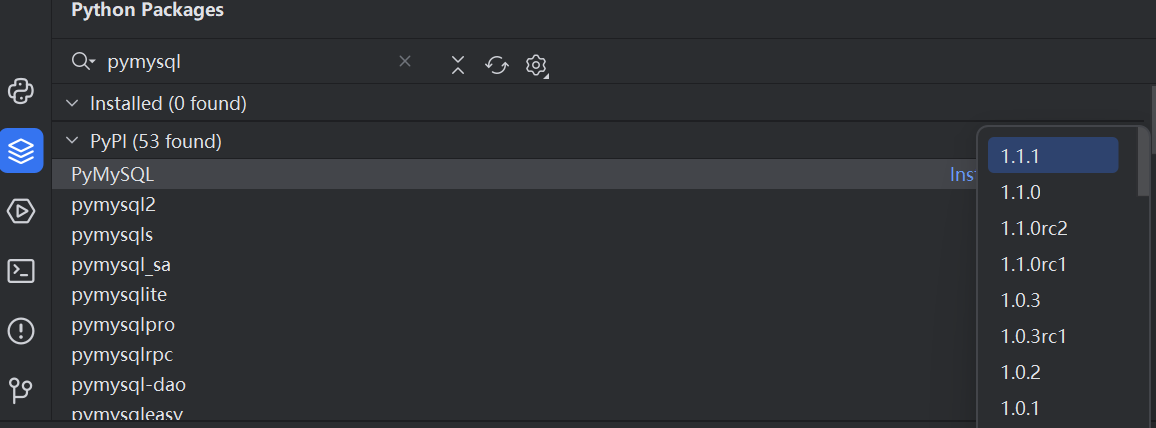 Python Packages
pymysql
Installed (0 found)
PyPI (53 found)
PyMySQL
Ins
pymysql2
pymysqls
pymysql_sa
pymysqlite
pymysqlpro
pymysqlrpc
pymysql-dao
pymysqleasy
1.1.1
1.1.0
1.1.0rc2
1.1.0rc1
1.0.3
1.0.3rc1
1.0.2
1.0.1